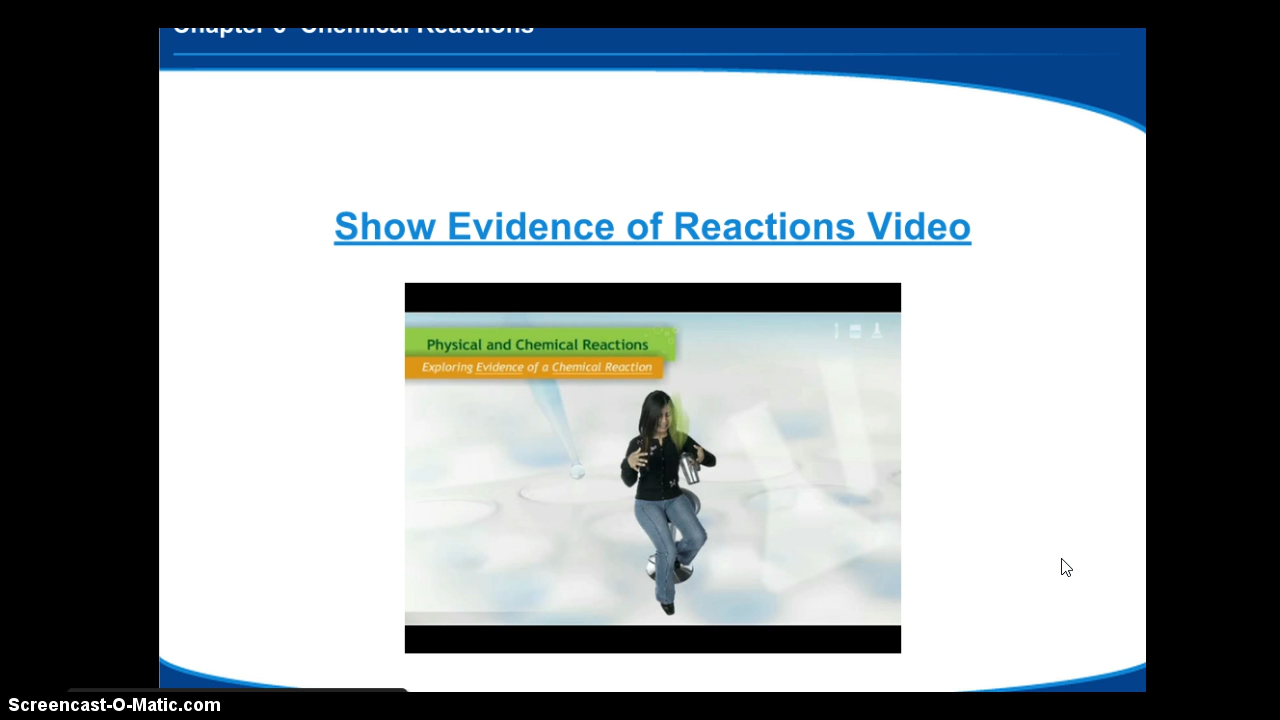 Chapter Chemical Reactions
Show Evidence of Reactions Video
Physical and Chemical Reactions
Exploring Evidence of a Chemical Reaction
Screencast-O-Matic.com